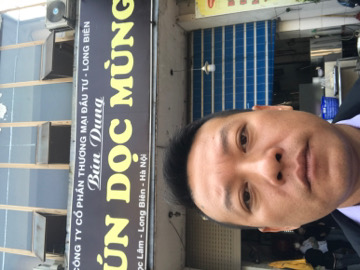 CÔNG TY CỔ PHẦN THƯƠNG MẠI ĐẦU TƯ - LONG BIÊN
Bún Dung
ÚN DỌC MÙNG
ọc Lâm - Long Biên - Hà Nội